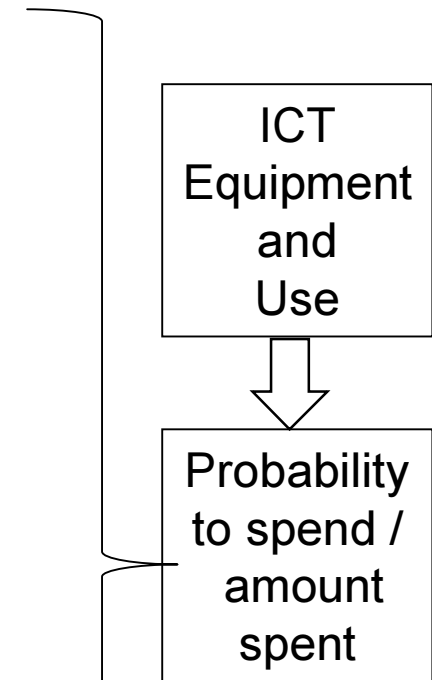 ICT
Equipment
and
Use
Probability
to spend /
amount
spent